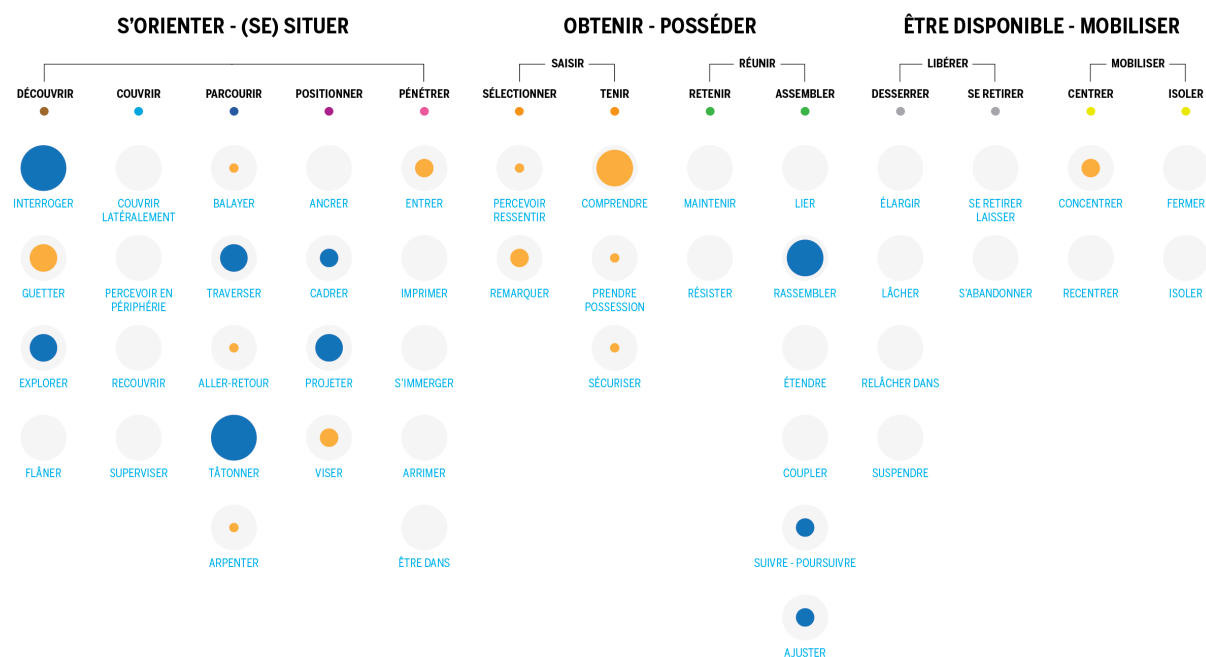 S'ORIENTER - (SE) SITUER
OBTENIR - POSSÉDER
ÊTRE DISPONIBLE - MOBILISER
SAISIR
RÉUNIR
LIBÉRER
MOBILISER
DÉCOUVRIR
COUVRIR
PARCOURIR
POSITIONNER
PÉNÉTRER
SÉLECTIONNER
TENIR
RETENIR
ASSEMBLER
DESSERRER
SE RETIRER
CENTRER
ISOLER
INTERROGER
COUVRIR
LATÉRALEMENT
BALAYER
ANCRER
ENTRER
PERCEVOIR
RESSENTIR
COMPRENDRE
MAINTENIR
LIER
ÉLARGIR
SE RETIRER
LAISSER
CONCENTRER
FERMER
GUETTER
PERCEVOIR EN
PÉRIPHÉRIE
TRAVERSER
CADRER
IMPRIMER
REMARQUER
PRENDRE
POSSESSION
RÉSISTER
RASSEMBLER
LÂCHER
S'ABANDONNER
RECENTRER
ISOLER
EXPLORER
RECOUVRIR
ALLER-RETOUR
PROJETER
S'IMMERGER
SÉCURISER
ÉTENDRE
RELÂCHER DANS
FLÂNER
SUPERVISER
TÂTONNER
VISER
ARRIMER
COUPLER
SUSPENDRE
ARPENTER
ÊTRE DANS
SUIVRE - POURSUIVRE
AJUSTER